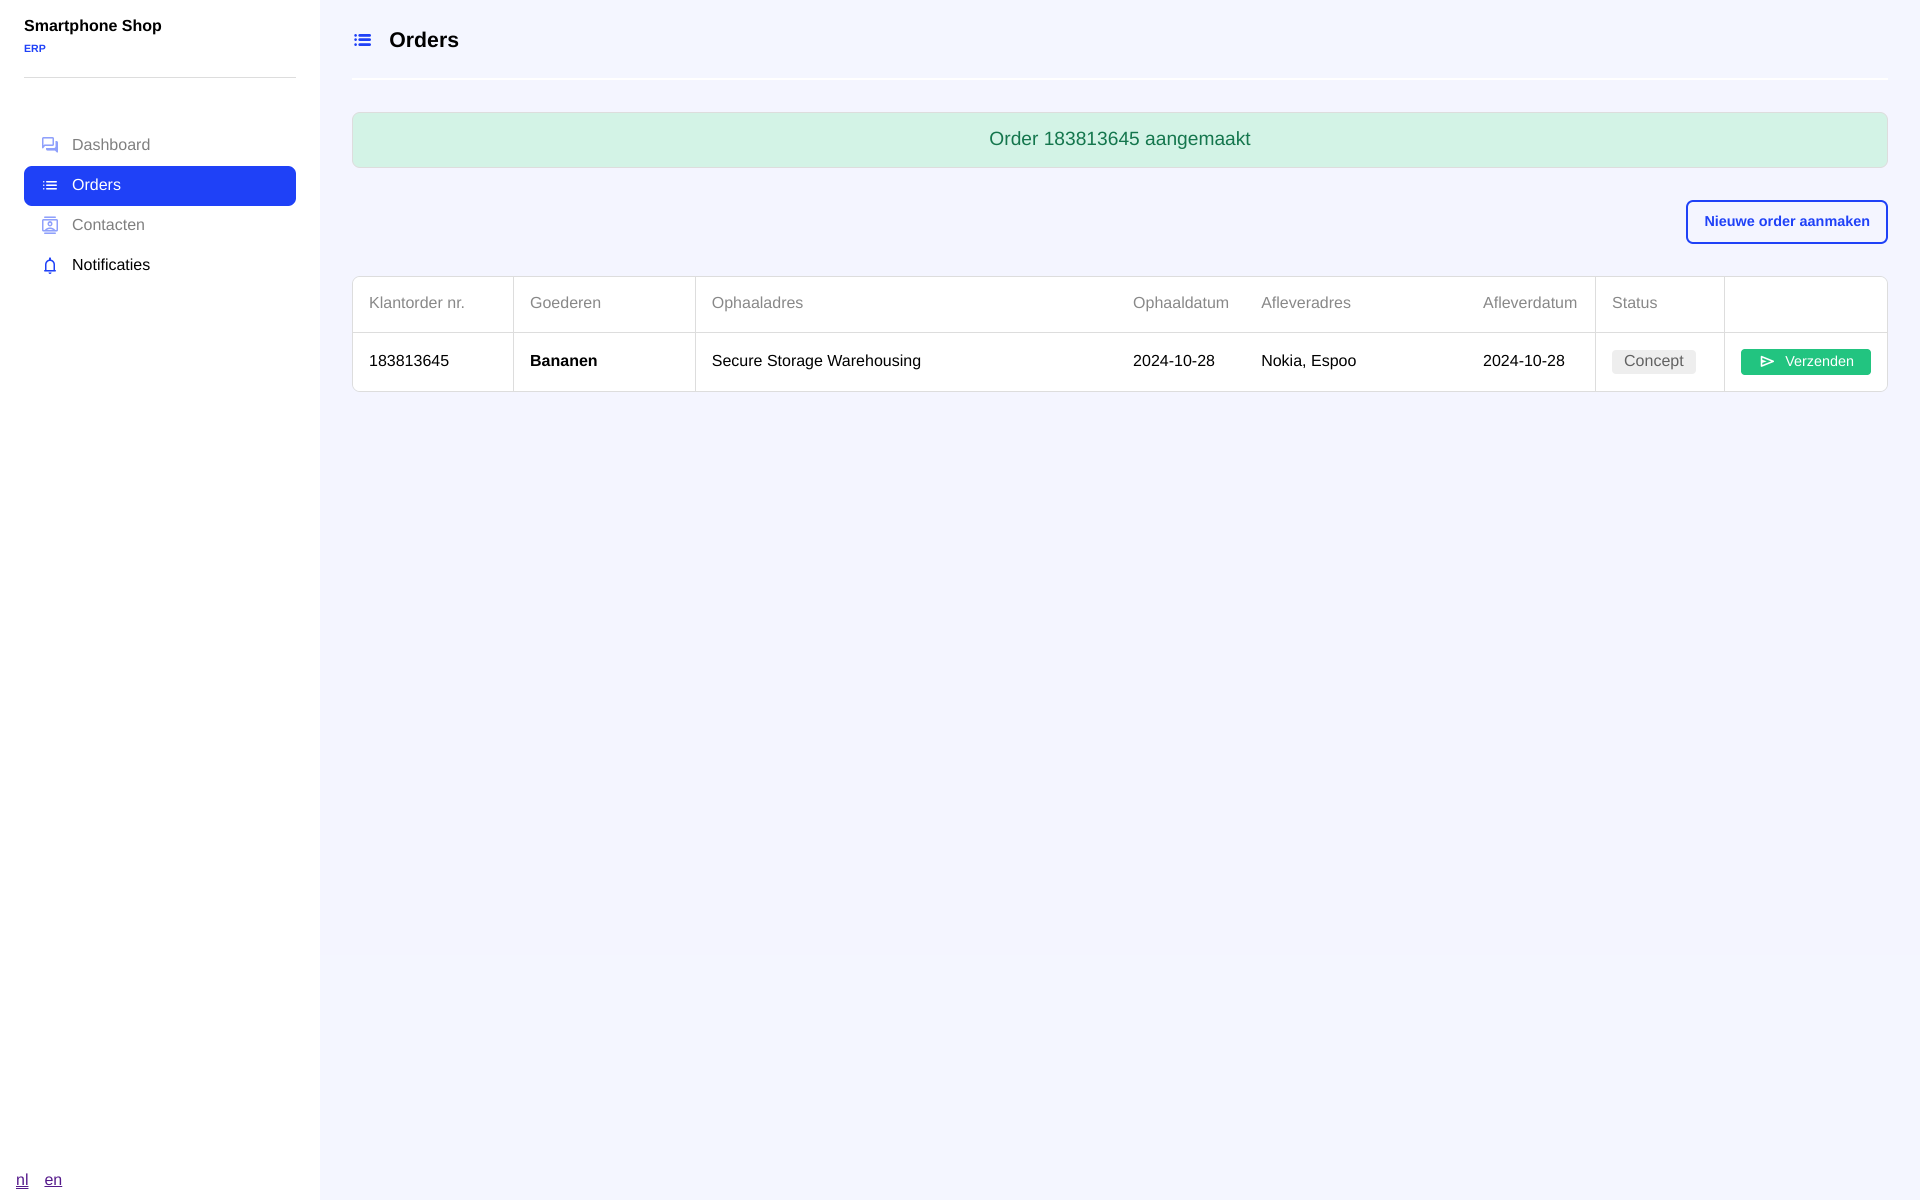 Smartphone Shop
ERP
Dashboard
Orders
Contacten
Notificaties
nl en
Orders
Order 183813645 aangemaakt
Nieuwe order aanmaken
Klantorder nr. Goederen Ophaaladres Ophaaldatum Afleveradres Afleverdatum Status
183813645 Bananen Secure Storage Warehousing 2024-10-28 Nokia, Espoo 2024-10-28 Concept Verzenden